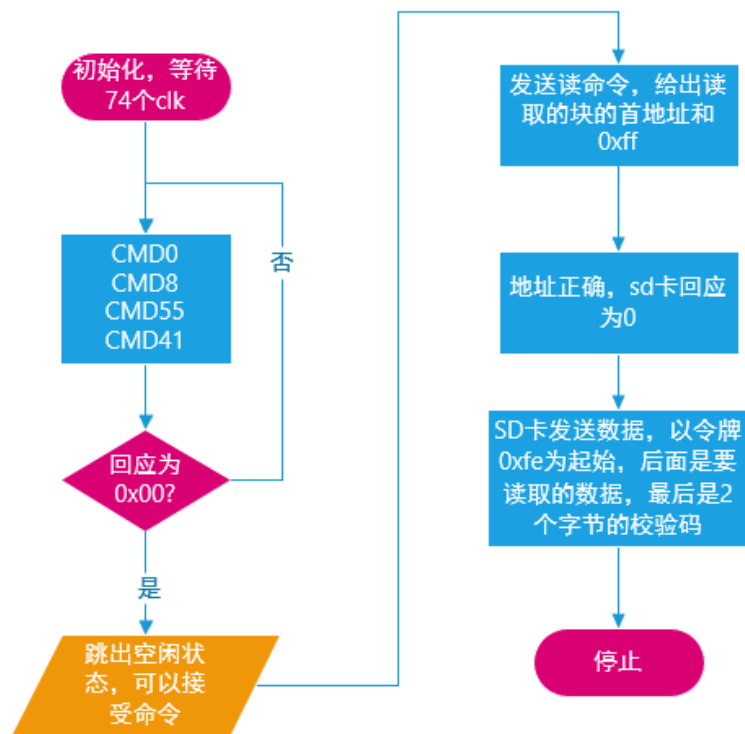 初始化，等待
74个clk
CMD0
CMD8
CMD55
CMD41
否
回应为
0x00?
是
跳出空闲状
态，可以接
受命令
发送读命令，给出读
取的块的首地址和
0xff
地址正确，sd卡回应
为0
SD卡发送数据，以令牌
0xfe为起始，后面是要
读取的数据，最后是2
个字节的校验码
停止